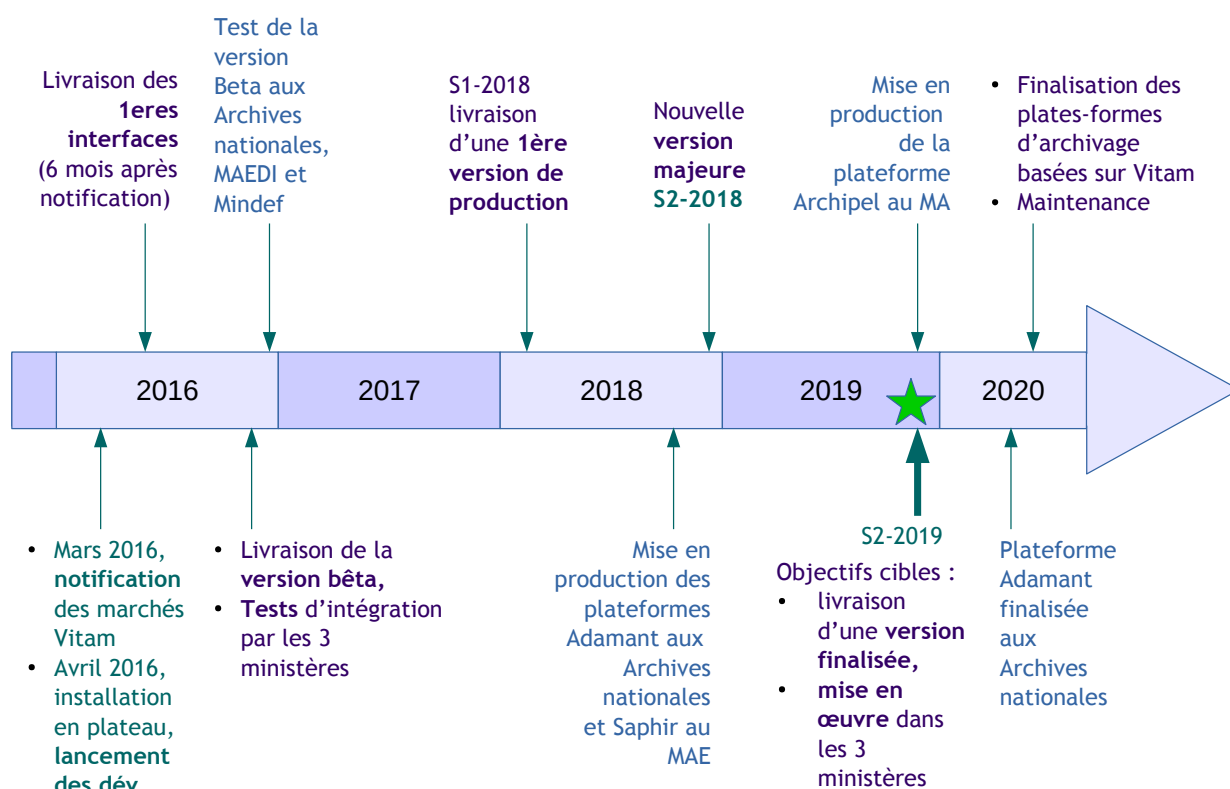 Livraison des
1eres
interfaces
(6 mois après
notification)
Test de la
version
Beta aux
Archives
nationales,
MAEDI et
Mindef
S1-2018
livraison
d’une 1ère
version de
production
Nouvelle
version
majeure
S2-2018
Mise en
production
de la
plateforme
Archipel au MA
• Finalisation des
plates-formes
d’archivage
basées sur Vitam
• Maintenance
2016
2017
2018
2019
2020
• Mars 2016,
notification
des marchés
Vitam
• Avril 2016,
installation
en plateau,
lancement
des dév
• Livraison de la
version bêta,
• Tests d’intégration
par les 3
ministères
Mise en
production des
plateformes
Adamant aux
Archives
nationales
et Saphir au
MAE
S2-2019
Objectifs cibles :
• livraison
d’une version
finalisée,
• mise en
œuvre dans
les 3
ministères
Plateforme
Adamant
finalisée
aux
Archives
nationales